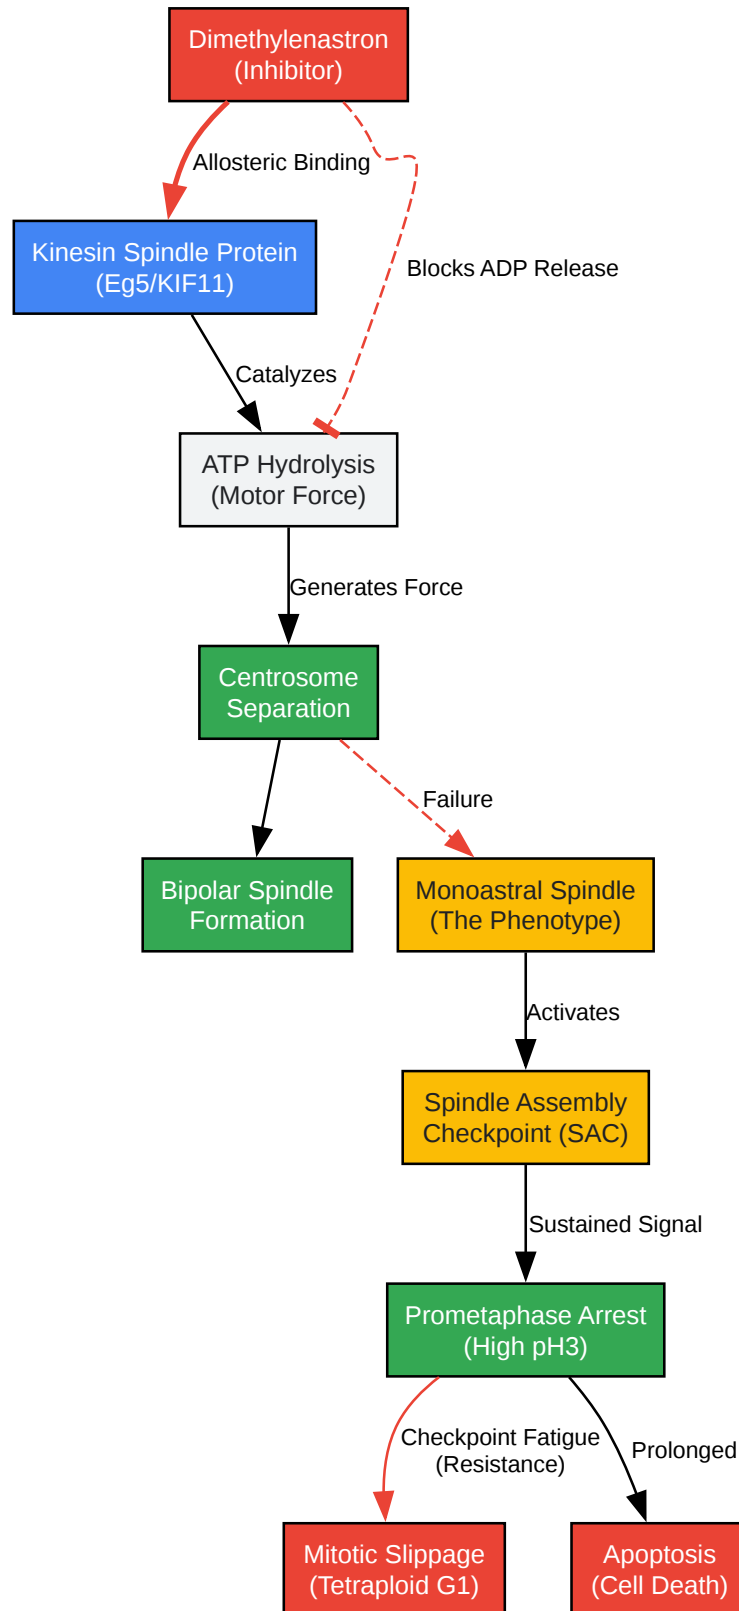 Dimethylenastron
(Inhibitor)
Allosteric Binding
Kinesin Spindle Protein
(Eg5/KIF11)
Blocks ADP Release
Catalyzes
ATP Hydrolysis
(Motor Force)
Generates Force
Centrosome
Separation
Failure
Bipolar Spindle
Formation
Monoastral Spindle
(The Phenotype)
Activates
Spindle Assembly
Checkpoint (SAC)
Sustained Signal
Prometaphase Arrest
(High pH3)
Checkpoint Fatigue
(Resistance)
Prolonged
Mitotic Slippage
(Tetraploid G1)
Apoptosis
(Cell Death)